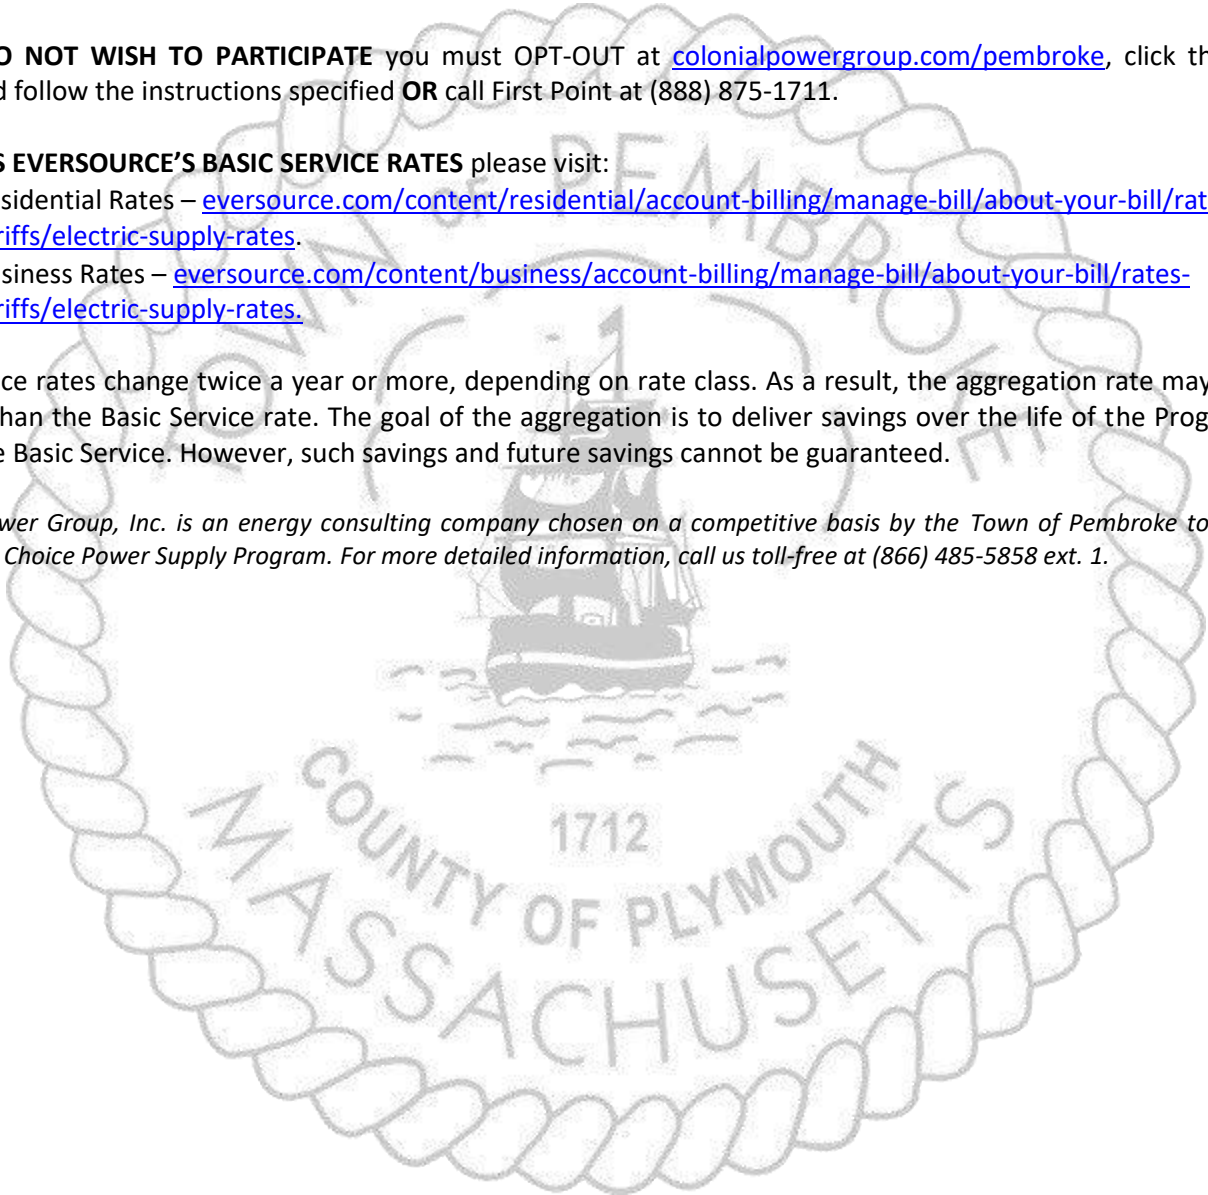 O NOT WISH TO PARTICIPATE you must OPT-OUT at colonialpowergroup.com/pembroke, click th
d follow the instructions specified OR call First Point at (888) 875-1711.
S EVERSOURCE’S BASIC SERVICE RATES please visit:
sidential Rates – eversource.com/content/residential/account-billing/manage-bill/about-your-bill/rat
riffs/electric-supply-rates.
siness Rates – eversource.com/content/business/account-billing/manage-bill/about-your-bill/rates-
riffs/electric-supply-rates.
ce rates change twice a year or more, depending on rate class. As a result, the aggregation rate may
than the Basic Service rate. The goal of the aggregation is to deliver savings over the life of the Prog
e Basic Service. However, such savings and future savings cannot be guaranteed.
wer Group, Inc. is an energy consulting company chosen on a competitive basis by the Town of Pembroke to
Choice Power Supply Program. For more detailed information, call us toll-free at (866) 485-5858 ext. 1.
TOWN OF PEMBROKE
1712
COUNTY OF PLYMOUTH
MASSACHUSETTS